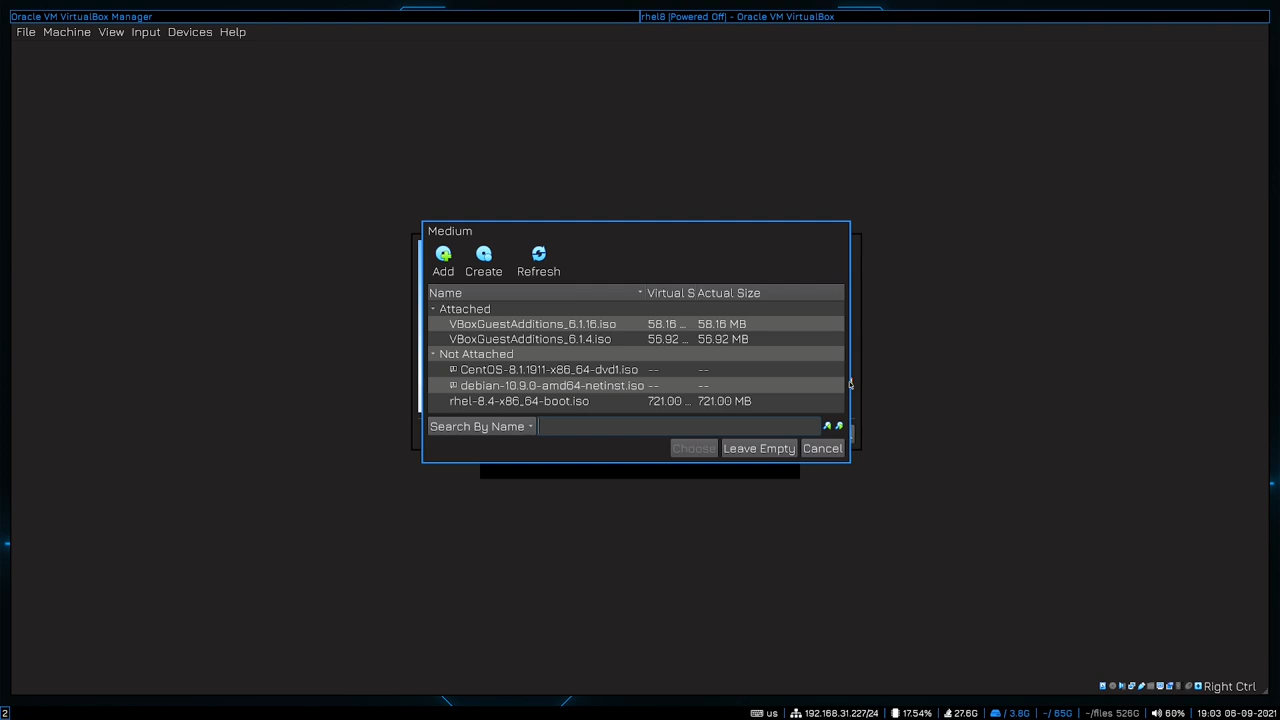 Oracle VM VirtualBox Manager
rhel8 [Powered Off] - Oracle VM VirtualBox
File Machine View Input Devices Help
Medium
Add Create Refresh
Name Virtual S Actual Size
Attached
VBoxGuestAdditions_6.1.16.iso 58.16 ... 58.16 MB
VBoxGuestAdditions_6.1.4.iso 56.92 ... 56.92 MB
Not Attached
CentOS-8.1.1911-x86_64-dvd1.iso -- --
debian-10.9.0-amd64-netinst.iso -- --
rhel-8.4-x86_64-boot.iso 721.00 ... 721.00 MB
Search By Name
Choose Leave Empty Cancel
Right Ctrl
2 us 192.168.31.227/24 17.54% 27.6G / 3.8G ~/ 65G ~/files 526G 60% 19:03 06-09-2021